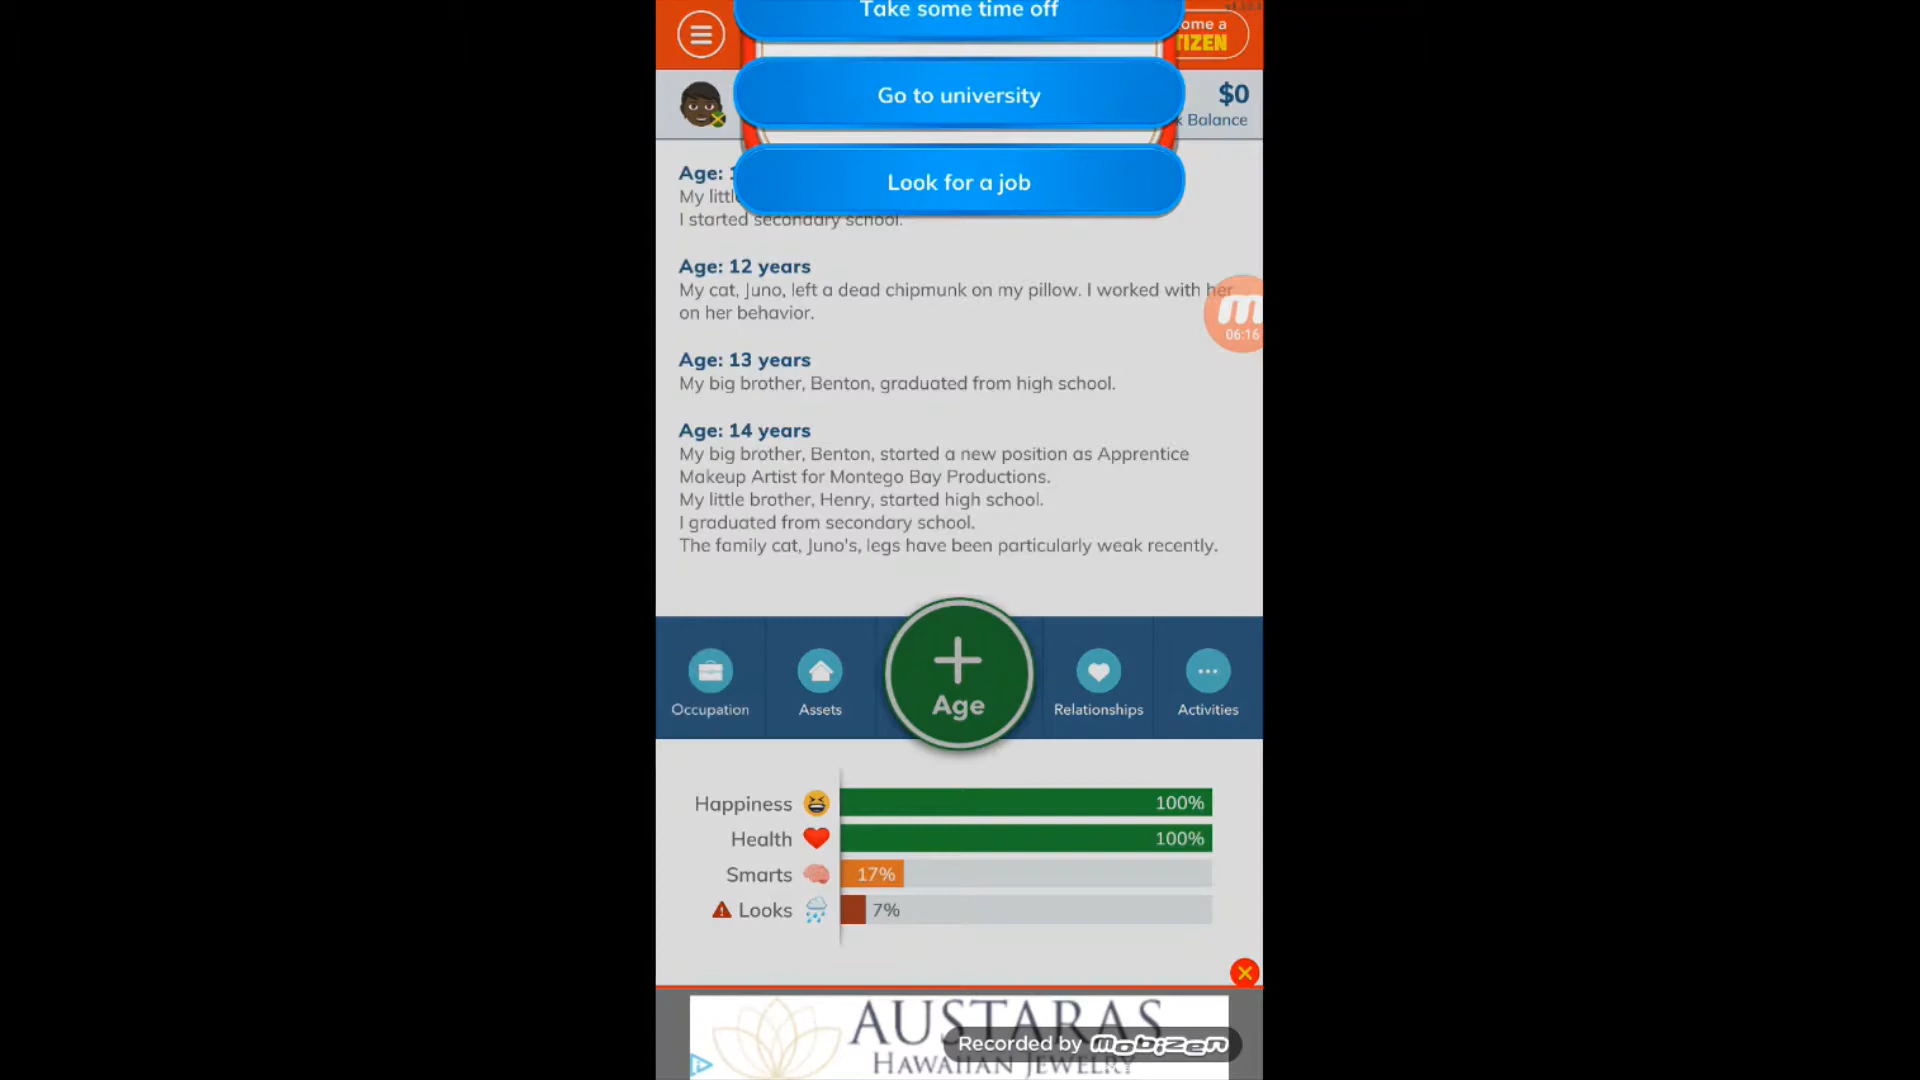 Take some time off
ome a
TIZEN
Go to university
$0
Balance
Look for a job
Age:
My little
I started secondary school.
Age: 12 years
My cat, Juno, left a dead chipmunk on my pillow. I worked with her
on her behavior.
06:16
Age: 13 years
My big brother, Benton, graduated from high school.
Age: 14 years
My big brother, Benton, started a new position as Apprentice
Makeup Artist for Montego Bay Productions.
My little brother, Henry, started high school.
I graduated from secondary school.
The family cat, Juno's, legs have been particularly weak recently.
Occupation
Assets
Age
Relationships
Activities
Happiness 100%
Health 100%
Smarts 17%
Looks 7%
AUSTARAS
Recorded by mobizen
HAWAIIAN JEWELRY